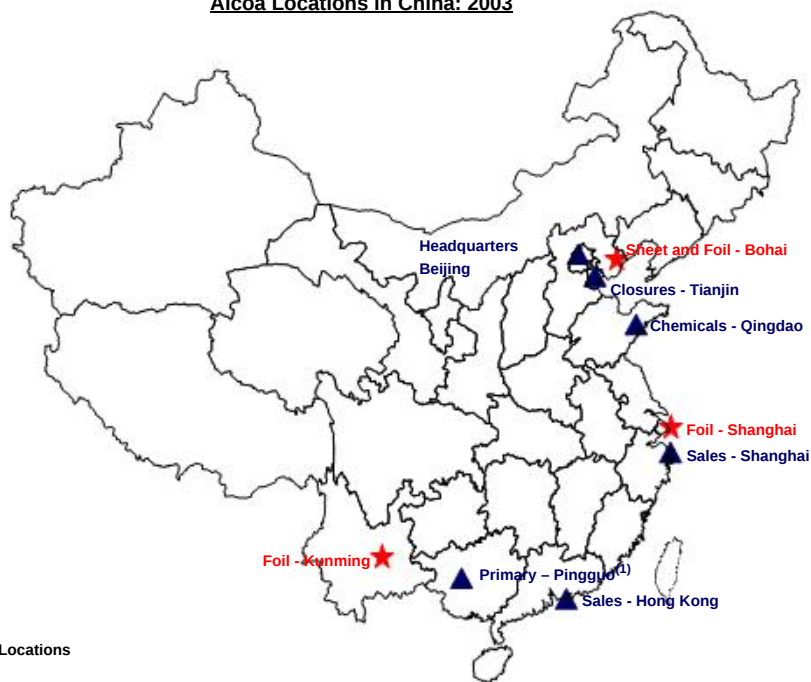 Alcoa Locations in China: 2003
Headquarters
Beijing
Sheet and Foil - Bohai
Closures - Tianjin
Chemicals - Qingdao
Foil - Shanghai
Sales - Shanghai
Foil - Kunming
Primary – Pingguo(1)
Sales - Hong Kong
Locations